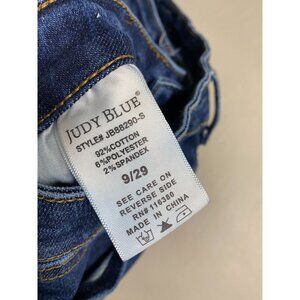 JUDY BLUE®
STYLE# JB88290-S
92%COTTON
6%POLYESTER
2%SPANDEX
9/29
SEE CARE ON
REVERSE SIDE
RN# 116360
MADE IN CHINA